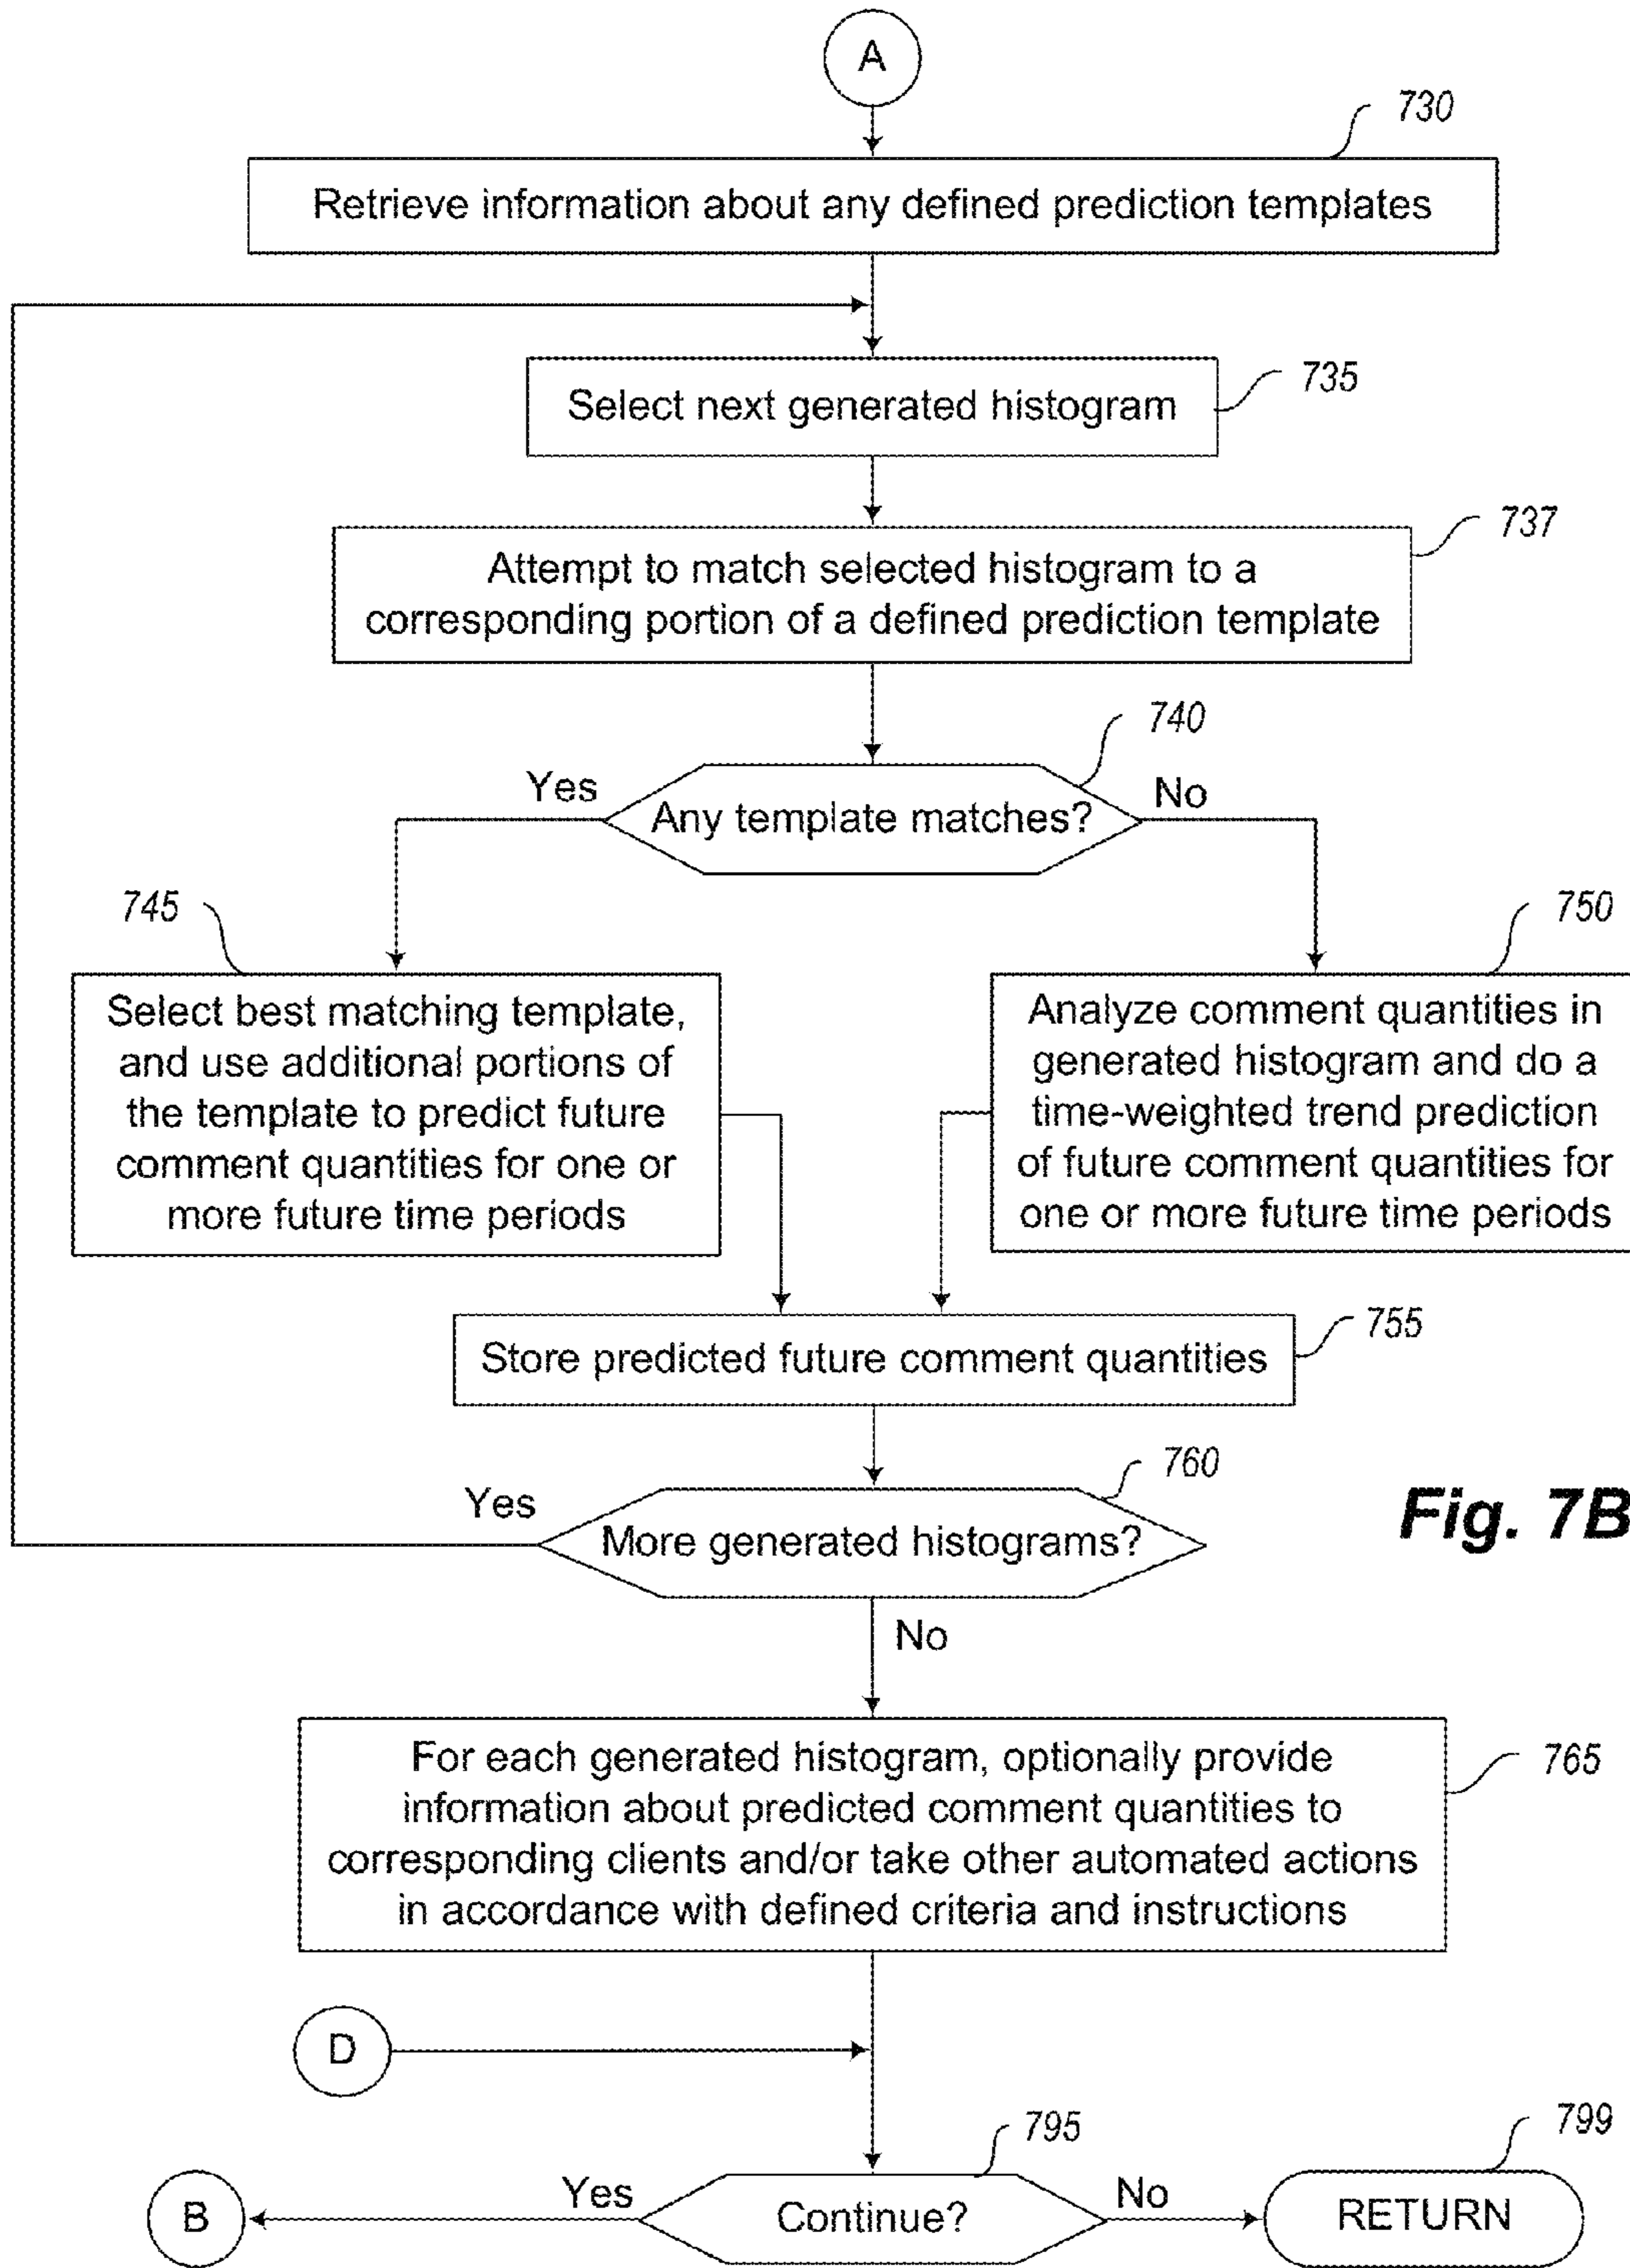 A
730
Retrieve information about any defined prediction templates
735
Select next generated histogram
737
Attempt to match selected histogram to a
corresponding portion of a defined prediction template
740
Yes
No
Any template matches?
745
750
Select best matching template,
and use additional portions of
the template to predict future
comment quantities for one or
more future time periods
Analyze comment quantities in
generated histogram and do a
time-weighted trend prediction
of future comment quantities for
one or more future time periods
755
Store predicted future comment quantities
760
Yes
More generated histograms?
Fig. 7B
No
For each generated histogram, optionally provide
information about predicted comment quantities to
corresponding clients and/or take other automated actions
in accordance with defined criteria and instructions
765
D
795
799
B
Yes
Continue?
No
RETURN